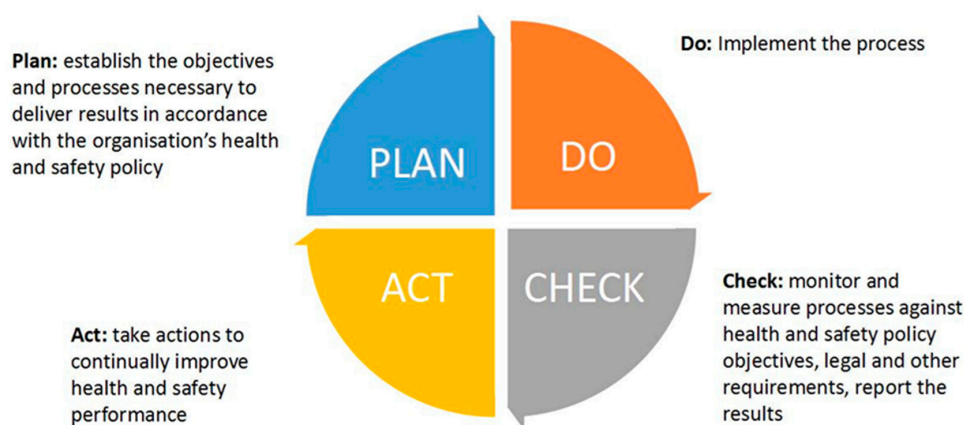 Plan: establish the objectives
and processes necessary to
deliver results in accordance
with the organisation’s health
and safety policy
PLAN
Do: Implement the process
DO
Check: monitor and
measure processes against
health and safety policy
objectives, legal and other
requirements, report the
results
CHECK
Act: take actions to
continually improve
health and safety
performance
ACT